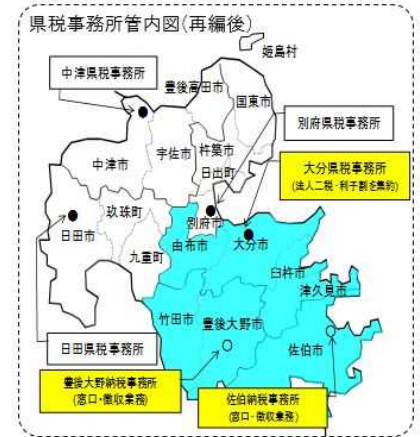 県税事務所管内図(再編後)
姫島村
中津県税事務所
豊後高田市
国東市
別府県税事務所
中津市
宇佐市
杵築市
日出町
大分県税事務所
(法人二税・利子割を集約)
玖珠町
別府市
日田市
由布市
大分市
九重町
臼杵市
津久見市
竹田市
豊後大野市
佐伯市
日田県税事務所
豊後大野納税事務所
(窓口・徴収業務)
佐伯納税事務所
(窓口・徴収業務)